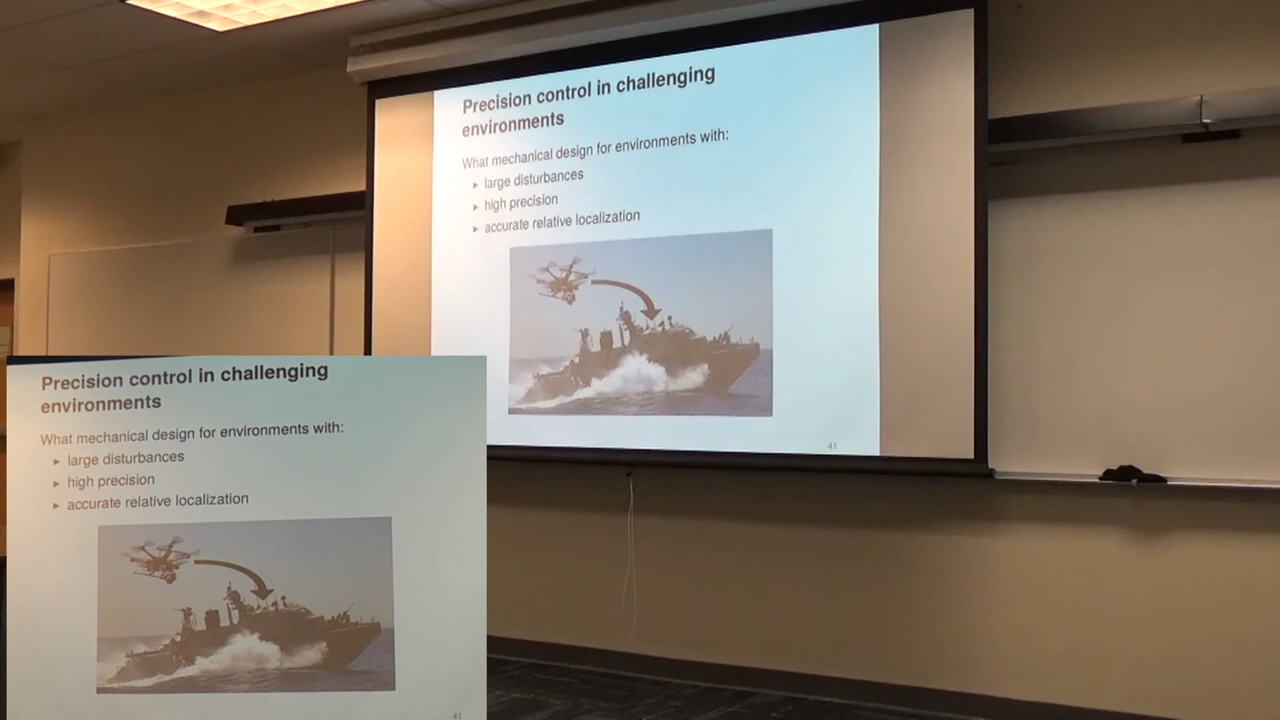 Precision control in challenging
environments
What mechanical design for environments with:
▸ large disturbances
▸ high precision
▸ accurate relative localization
41
Precision control in challenging
environments
What mechanical design for environments with:
▸ large disturbances
▸ high precision
▸ accurate relative localization
41